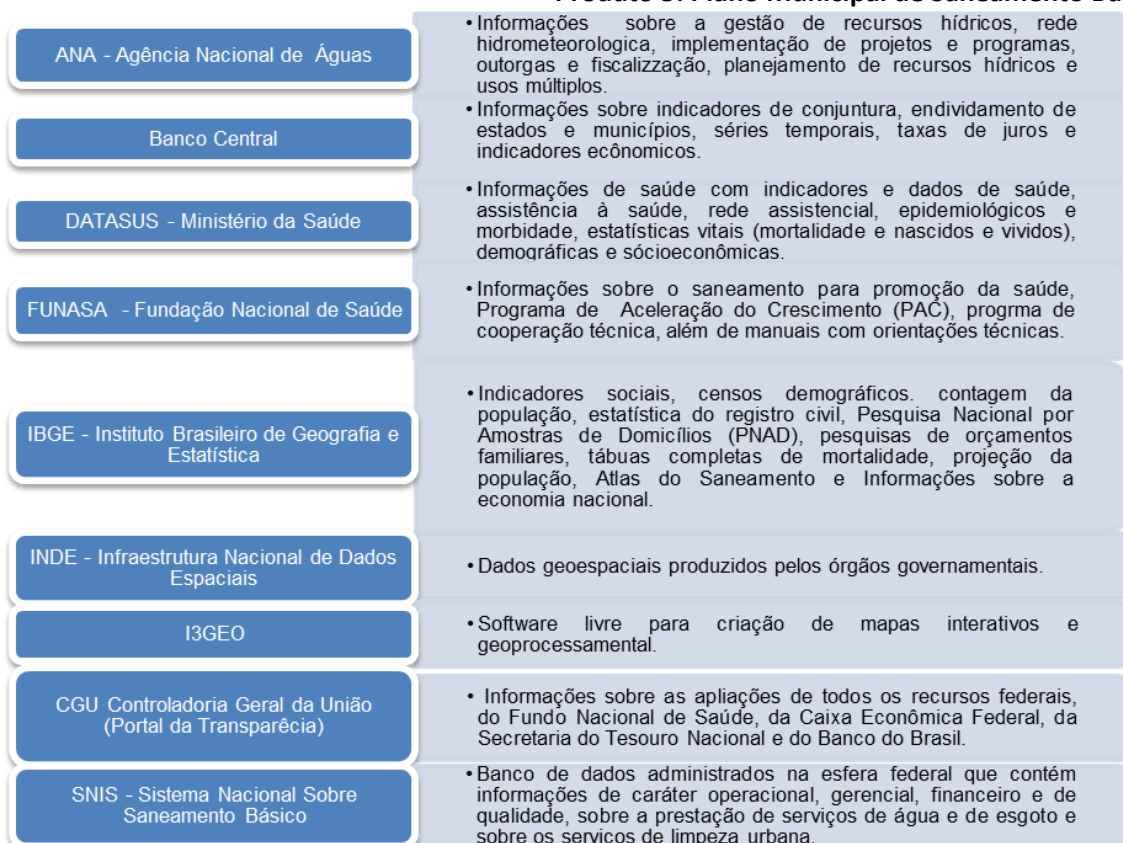 ANA - Agência Nacional de Águas
• Informações sobre a gestão de recursos hídricos, rede
hidrometeorologica, implementação de projetos e programas,
outorgas e fiscalizzação, planejamento de recursos hídricos e
usos múltiplos.
Banco Central
• Informações sobre indicadores de conjuntura, endividamento de
estados e municípios, séries temporais, taxas de juros e
indicadores ecônomicos.
DATASUS - Ministério da Saúde
• Informações de saúde com indicadores e dados de saúde,
assistência à saúde, rede assistencial, epidemiológicos e
morbidade, estatísticas vitais (mortalidade e nascidos e vividos),
demográficas e sócioeconômicas.
FUNASA - Fundação Nacional de Saúde
• Informações sobre o saneamento para promoção da saúde,
Programa de Aceleração do Crescimento (PAC), progrma de
cooperação técnica, além de manuais com orientações técnicas.
IBGE - Instituto Brasileiro de Geografia e
Estatística
• Indicadores sociais, censos demográficos. contagem da
população, estatística do registro civil, Pesquisa Nacional por
Amostras de Domicílios (PNAD), pesquisas de orçamentos
familiares, tábuas completas de mortalidade, projeção da
população, Atlas do Saneamento e Informações sobre a
economia nacional.
INDE - Infraestrutura Nacional de Dados
Espaciais
• Dados geoespaciais produzidos pelos órgãos governamentais.
I3GEO
• Software livre para criação de mapas interativos e
geoprocessamental.
CGU Controladoria Geral da União
(Portal da Transparêcia)
• Informações sobre as apliações de todos os recursos federais,
do Fundo Nacional de Saúde, da Caixa Econômica Federal, da
Secretaria do Tesouro Nacional e do Banco do Brasil.
SNIS - Sistema Nacional Sobre
Saneamento Básico
• Banco de dados administrados na esfera federal que contém
informações de caráter operacional, gerencial, financeiro e de
qualidade, sobre a prestação de serviços de água e de esgoto e
sobre os serviços de limpeza urbana.